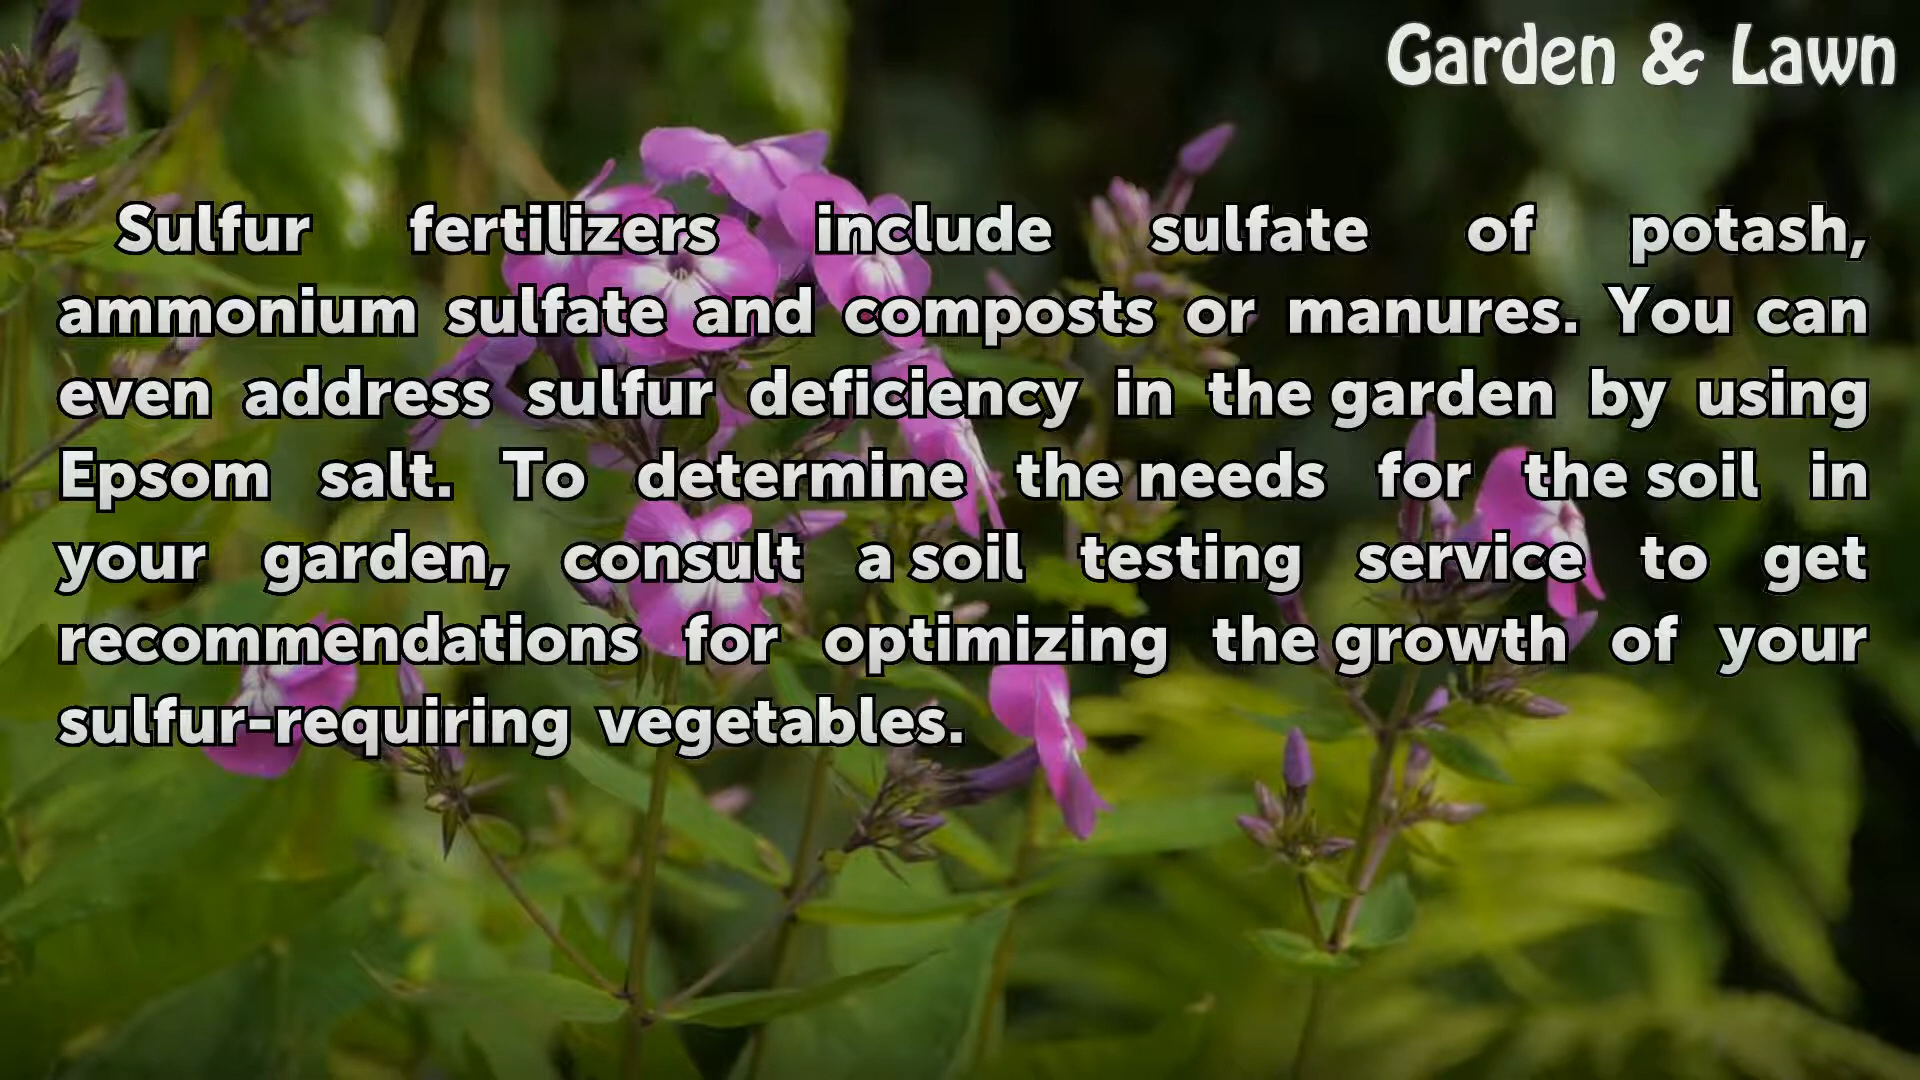 Garden & Lawn
Sulfur fertilizers include sulfate of potash,
ammonium sulfate and composts or manures. You can
even address sulfur deficiency in the garden by using
Epsom salt. To determine the needs for the soil in
your garden, consult a soil testing service to get
recommendations for optimizing the growth of your
sulfur-requiring vegetables.